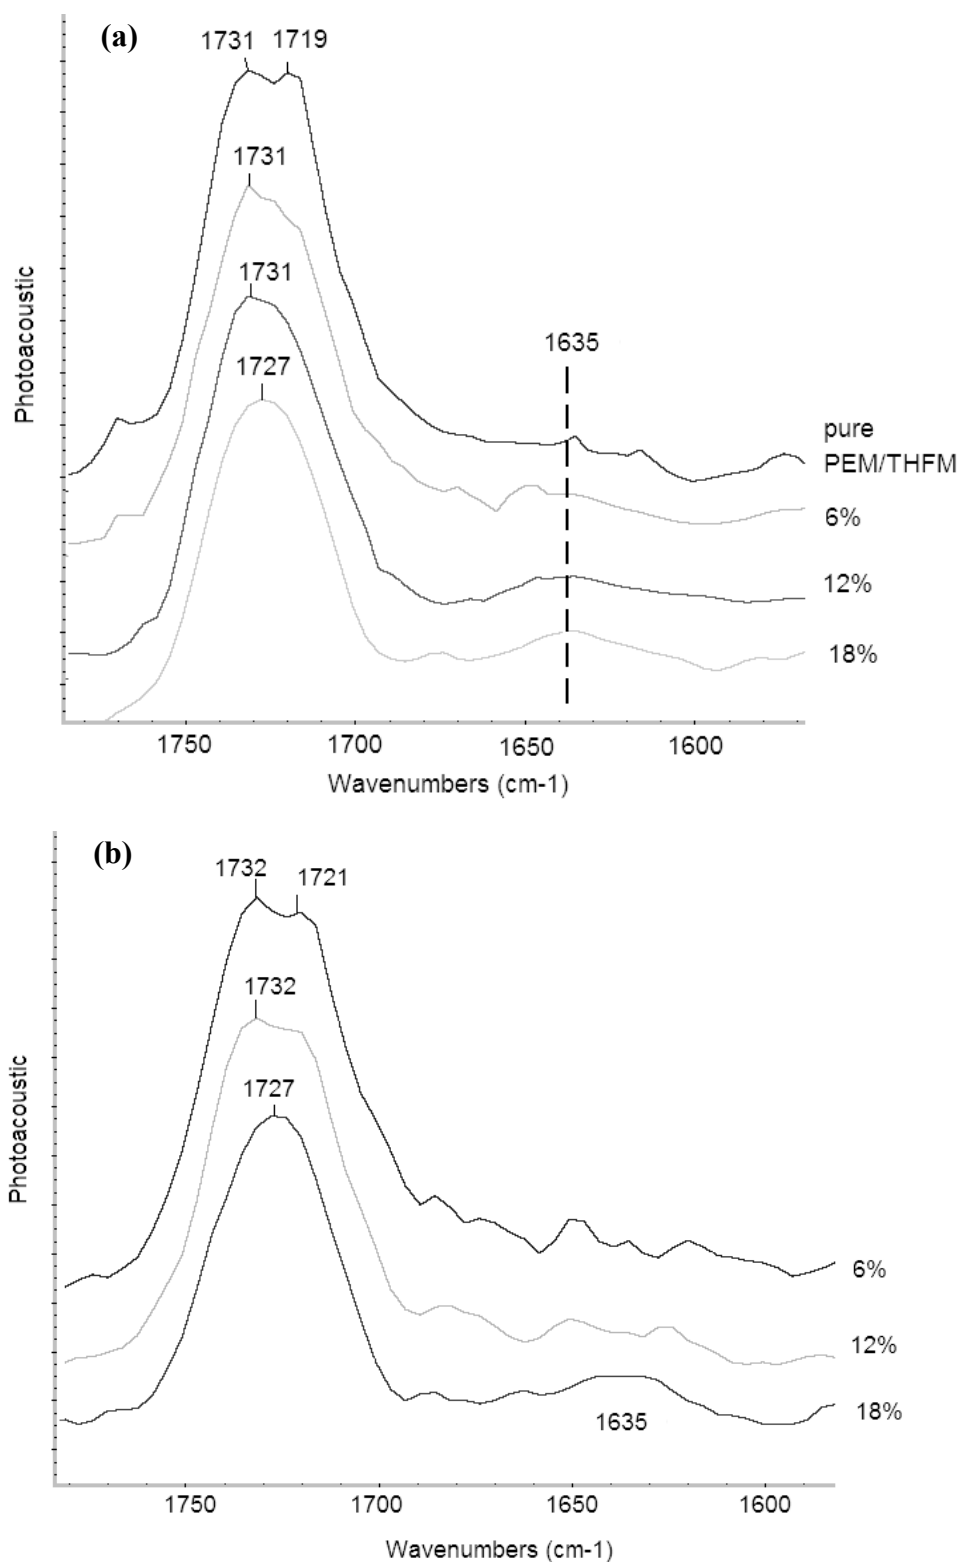 (a)
1731 1719
1731
1731
1727
1635
pure
PEM/THFM
6%
12%
18%
Photoacoustic
1750 1700 1650 1600
Wavenumbers (cm-1)
(b)
1732 1721
1732
1727
6%
12%
18%
1635
Photoacoustic
1750 1700 1650 1600
Wavenumbers (cm-1)